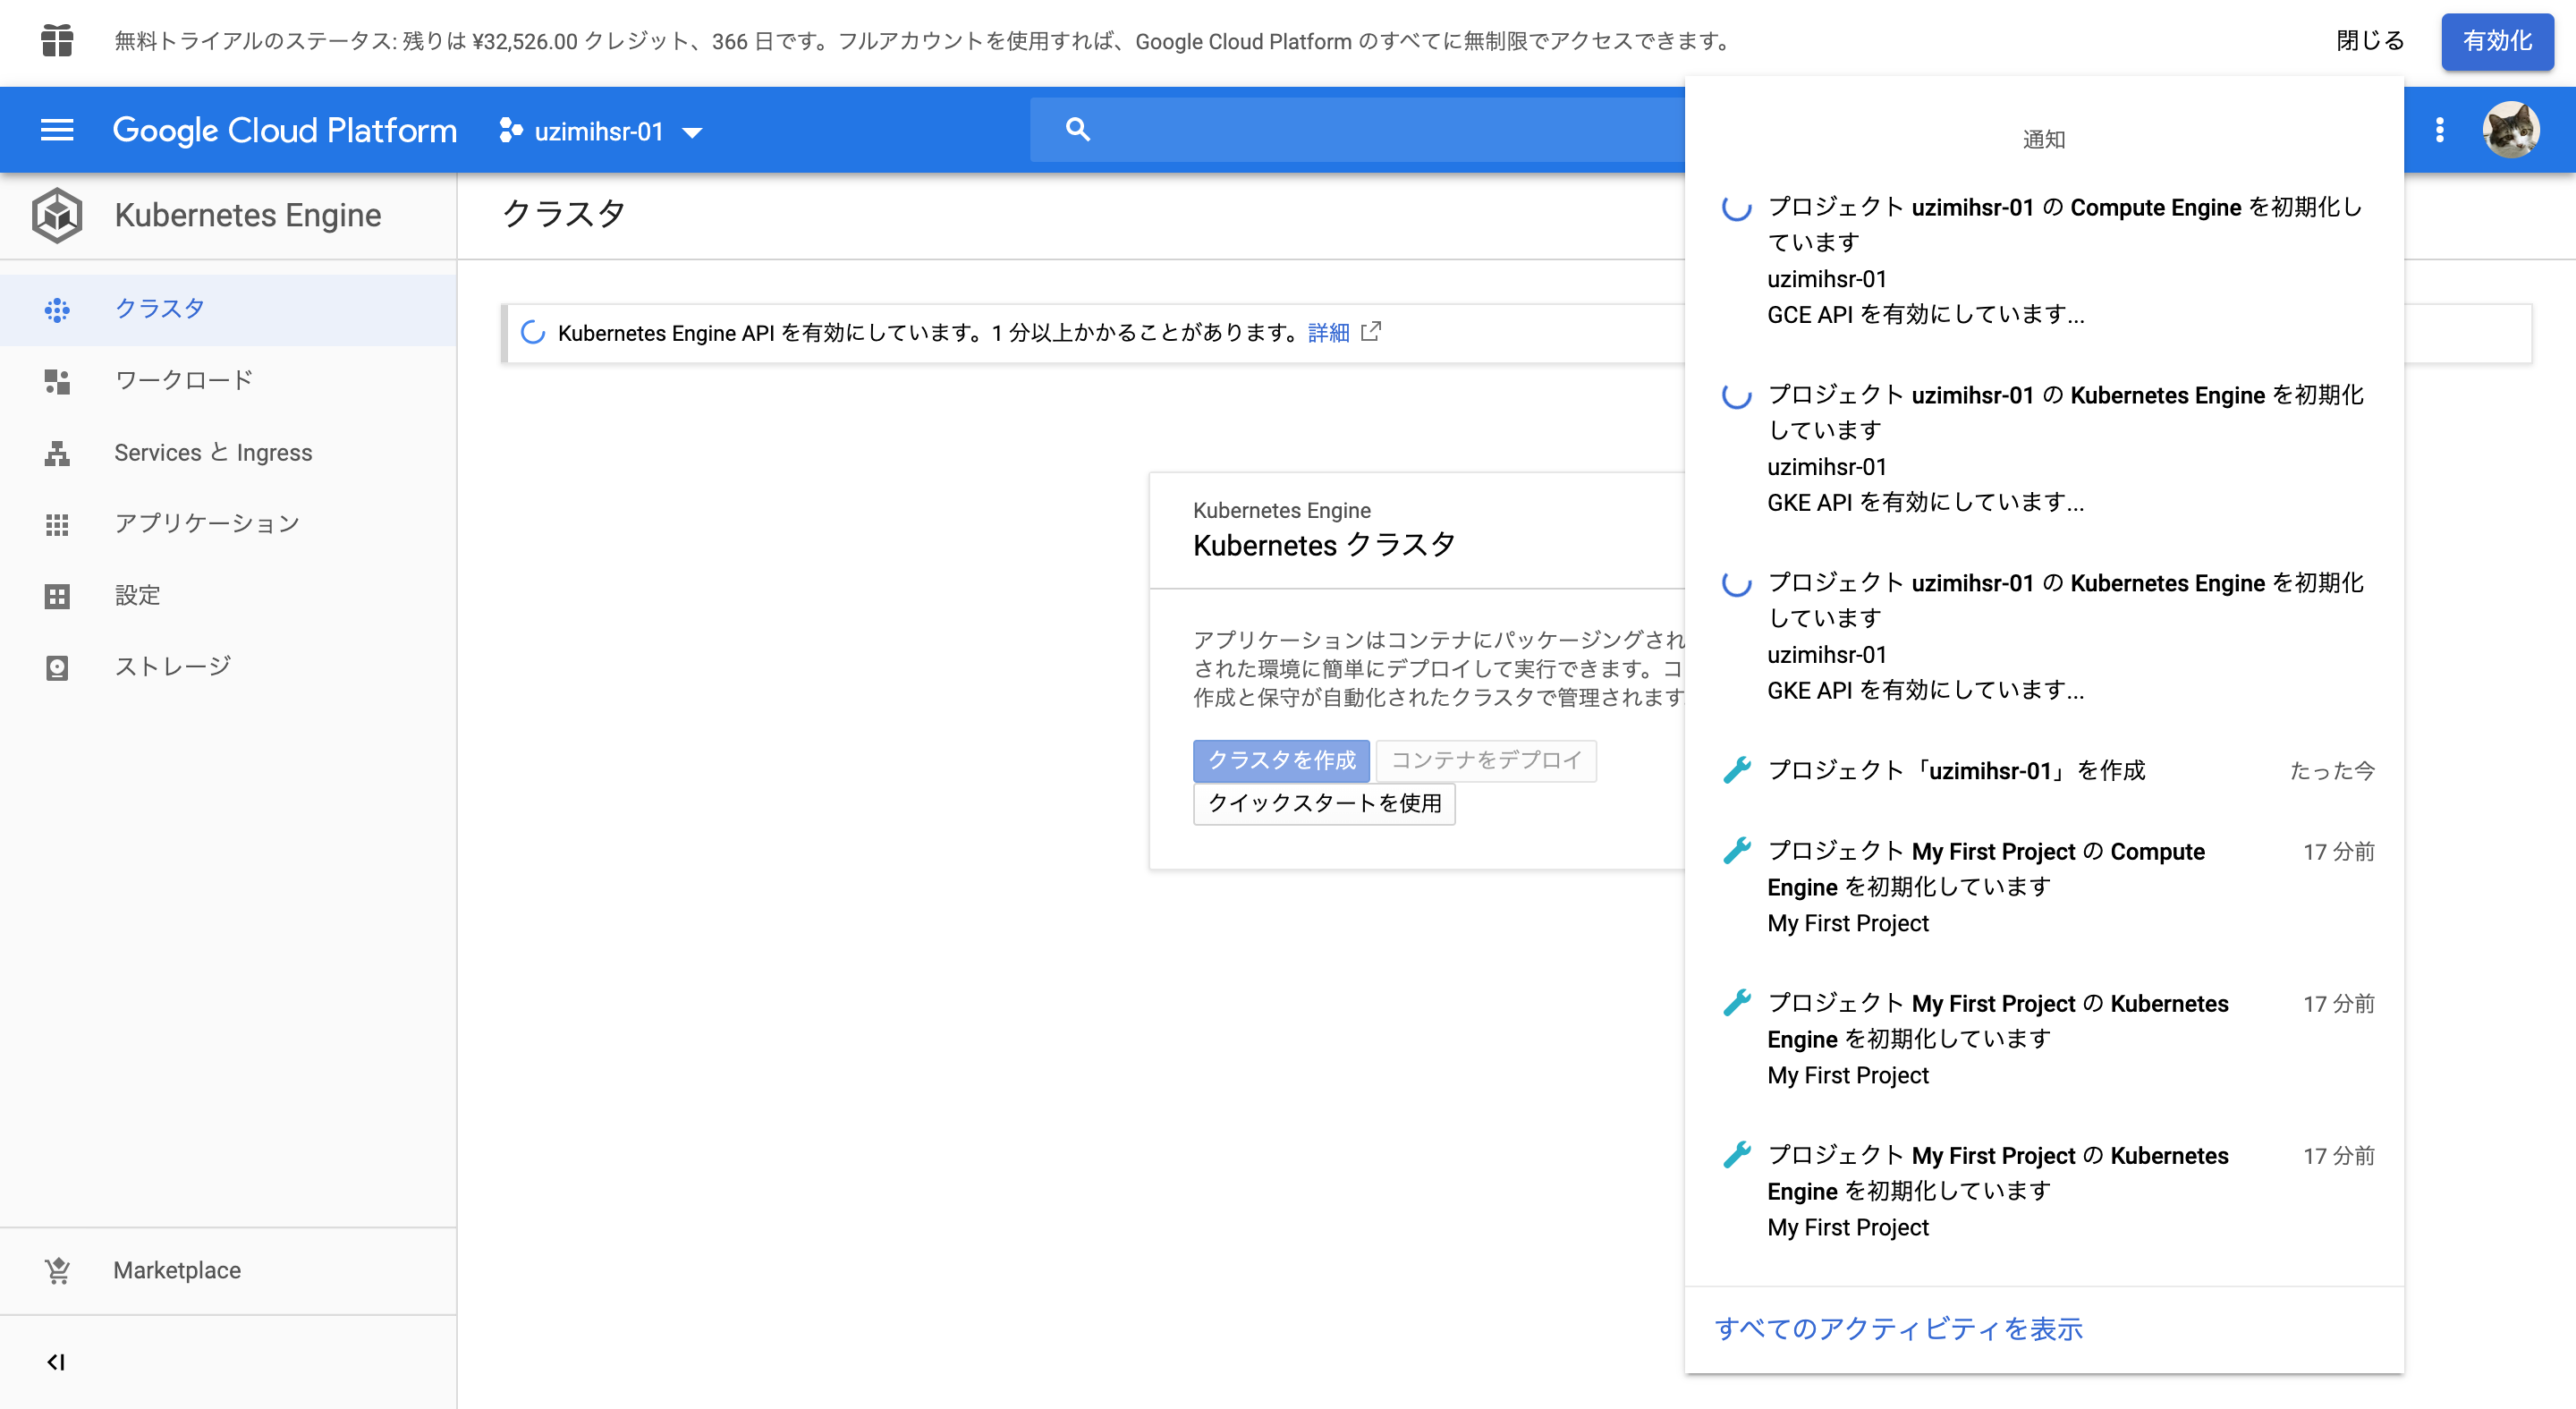 無料トライアルのステータス: 残りは ¥32,526.00 クレジット、366 日です。フルアカウントを使用すれば、Google Cloud Platform のすべてに無制限でアクセスできます。
閉じる
有効化
Google Cloud Platform
uzimihsr-01
Kubernetes Engine
クラスタ
ワークロード
Services と Ingress
アプリケーション
設定
ストレージ
Marketplace
クラスタ
Kubernetes Engine API を有効にしています。1 分以上かかることがあります。詳細
Kubernetes Engine
Kubernetes クラスタ
アプリケーションはコンテナにパッケージングされ
された環境に簡単にデプロイして実行できます。コ
作成と保守が自動化されたクラスタで管理されます
クラスタを作成
コンテナをデプロイ
クイックスタートを使用
通知
プロジェクト uzimihsr-01 の Compute Engine を初期化し
ています
uzimihsr-01
GCE API を有効にしています...
プロジェクト uzimihsr-01 の Kubernetes Engine を初期化
しています
uzimihsr-01
GKE API を有効にしています...
プロジェクト uzimihsr-01 の Kubernetes Engine を初期化
しています
uzimihsr-01
GKE API を有効にしています...
プロジェクト「uzimihsr-01」を作成
たった今
プロジェクト My First Project の Compute
Engine を初期化しています
My First Project
17 分前
プロジェクト My First Project の Kubernetes
Engine を初期化しています
My First Project
17 分前
プロジェクト My First Project の Kubernetes
Engine を初期化しています
My First Project
17 分前
すべてのアクティビティを表示